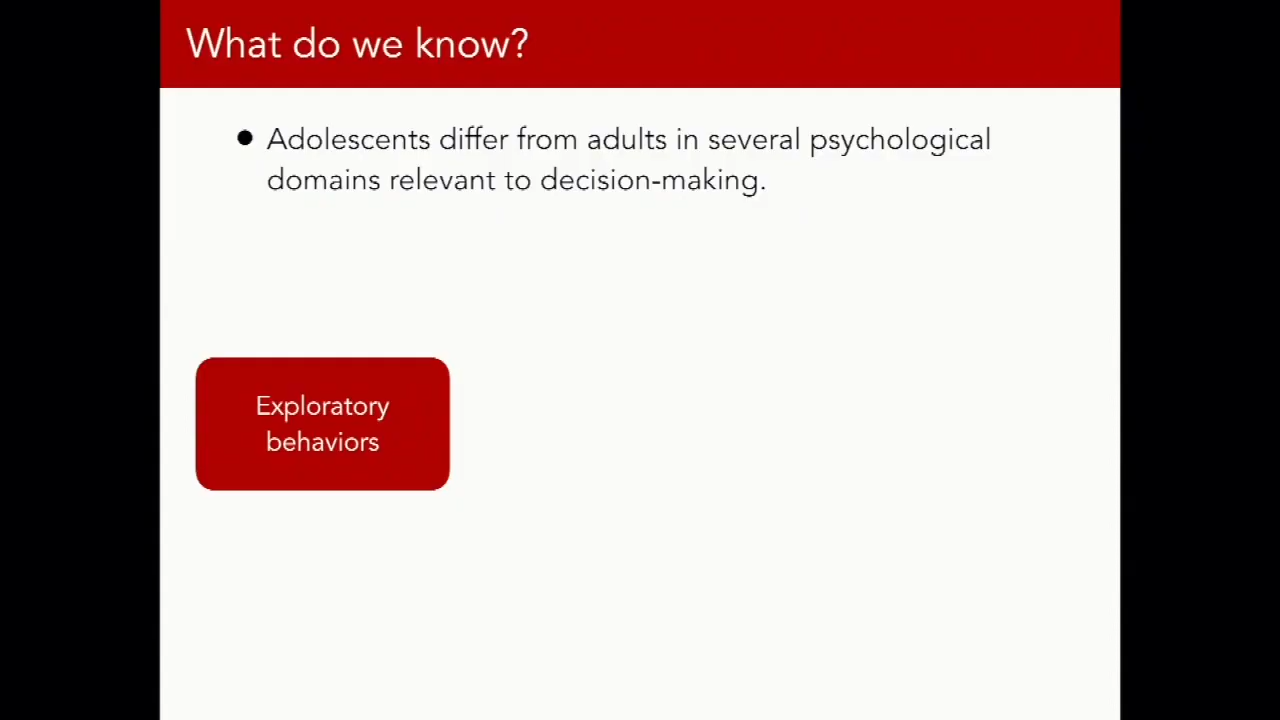 What do we know?
● Adolescents differ from adults in several psychological
domains relevant to decision-making.
Exploratory
behaviors